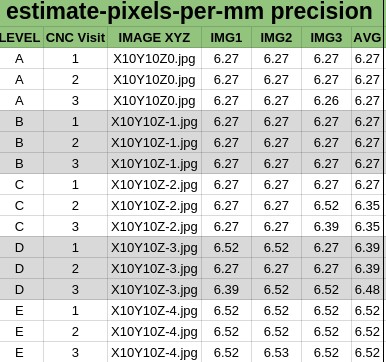 estimate-pixels-per-mm precision
LEVEL CNC Visit IMAGE XYZ IMG1 IMG2 IMG3 AVG
A 1 X10Y10Z0.jpg 6.27 6.27 6.27 6.27
A 2 X10Y10Z0.jpg 6.27 6.27 6.27 6.27
A 3 X10Y10Z0.jpg 6.27 6.27 6.26 6.27
B 1 X10Y10Z-1.jpg 6.27 6.27 6.27 6.27
B 2 X10Y10Z-1.jpg 6.27 6.27 6.27 6.27
B 3 X10Y10Z-1.jpg 6.27 6.27 6.27 6.27
C 1 X10Y10Z-2.jpg 6.27 6.27 6.27 6.27
C 2 X10Y10Z-2.jpg 6.27 6.27 6.52 6.35
C 3 X10Y10Z-2.jpg 6.27 6.27 6.39 6.35
D 1 X10Y10Z-3.jpg 6.52 6.52 6.27 6.39
D 2 X10Y10Z-3.jpg 6.27 6.27 6.27 6.39
D 3 X10Y10Z-3.jpg 6.39 6.52 6.52 6.48
E 1 X10Y10Z-4.jpg 6.52 6.52 6.52 6.52
E 2 X10Y10Z-4.jpg 6.52 6.52 6.52 6.52
E 3 X10Y10Z-4.jpg 6.52 6.53 6.52 6.52